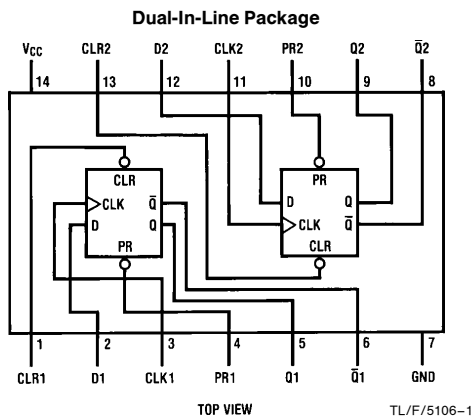 Dual-In-Line Package
VCC CLR2 D2 CLK2 PR2 Q2 Q̅2
14 13 12 11 10 9 8
CLR PR
CLK Q̅ D Q
D Q CLK Q̅
PR CLR
1 2 3 4 5 6 7
CLR1 D1 CLK1 PR1 Q1 Q̅1 GND
TOP VIEW TL/F/5106–1